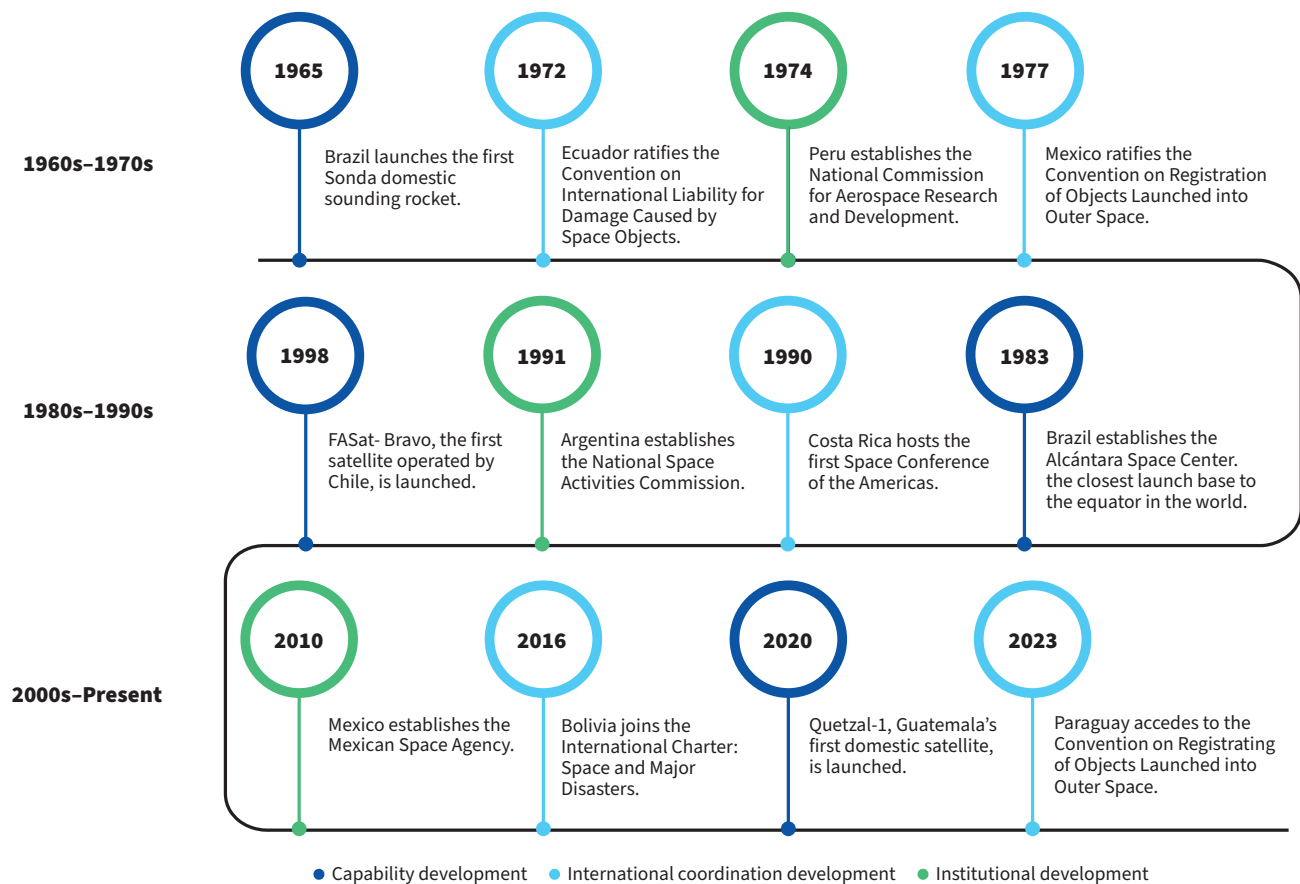 1960s–1970s
1965
Brazil launches the first
Sonda domestic
sounding rocket.
1972
Ecuador ratifies the
Convention on
International Liability for
Damage Caused by
Space Objects.
1974
Peru establishes the
National Commission
for Aerospace Research
and Development.
1977
Mexico ratifies the
Convention on Registration
of Objects Launched into
Outer Space.
1980s–1990s
1998
FASat- Bravo, the first
satellite operated by
Chile, is launched.
1991
Argentina establishes
the National Space
Activities Commission.
1990
Costa Rica hosts the
first Space Conference
of the Americas.
1983
Brazil establishes the
Alcántara Space Center.
the closest launch base to
the equator in the world.
2000s–Present
2010
Mexico establishes the
Mexican Space Agency.
2016
Bolivia joins the
International Charter:
Space and Major
Disasters.
2020
Quetzal-1, Guatemala’s
first domestic satellite,
is launched.
2023
Paraguay accedes to the
Convention on Registrating
of Objects Launched into
Outer Space.
Capability development
International coordination development
Institutional development